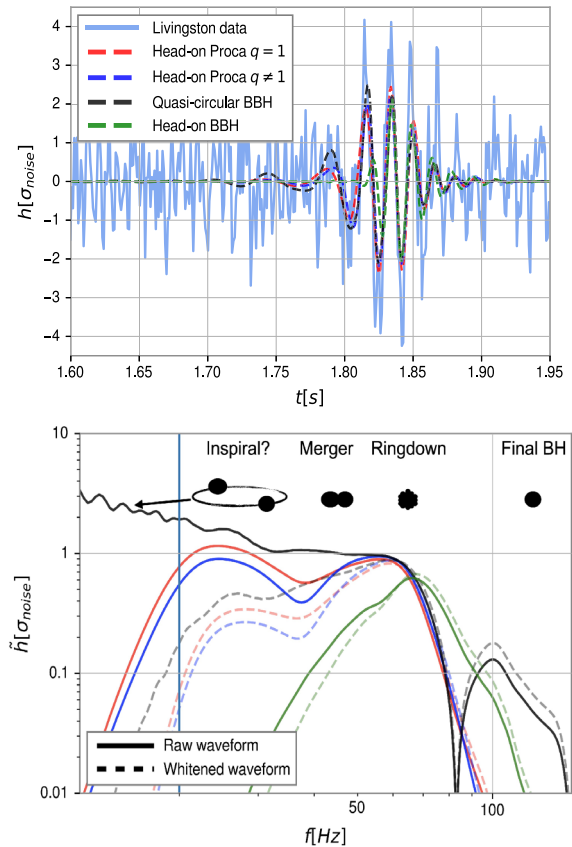 4
3
2
1
0
−1
−2
−3
−4
h[σnoise]
Livingston data
Head-on Proca q = 1
Head-on Proca q ≠ 1
Quasi-circular BBH
Head-on BBH
1.60 1.65 1.70 1.75 1.80 1.85 1.90 1.95
t[s]
10
1
0.1
0.01
h̃[σnoise]
Inspiral? Merger Ringdown Final BH
Raw waveform
Whitened waveform
50 100
f[Hz]